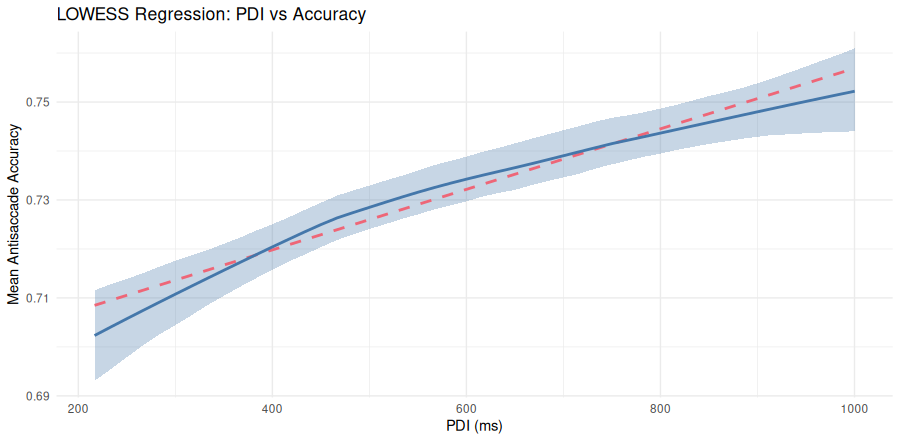 LOWESS Regression: PDI vs Accuracy
Mean Antisaccade Accuracy
0.75
0.73
0.71
0.69
200 400 600 800 1000
PDI (ms)